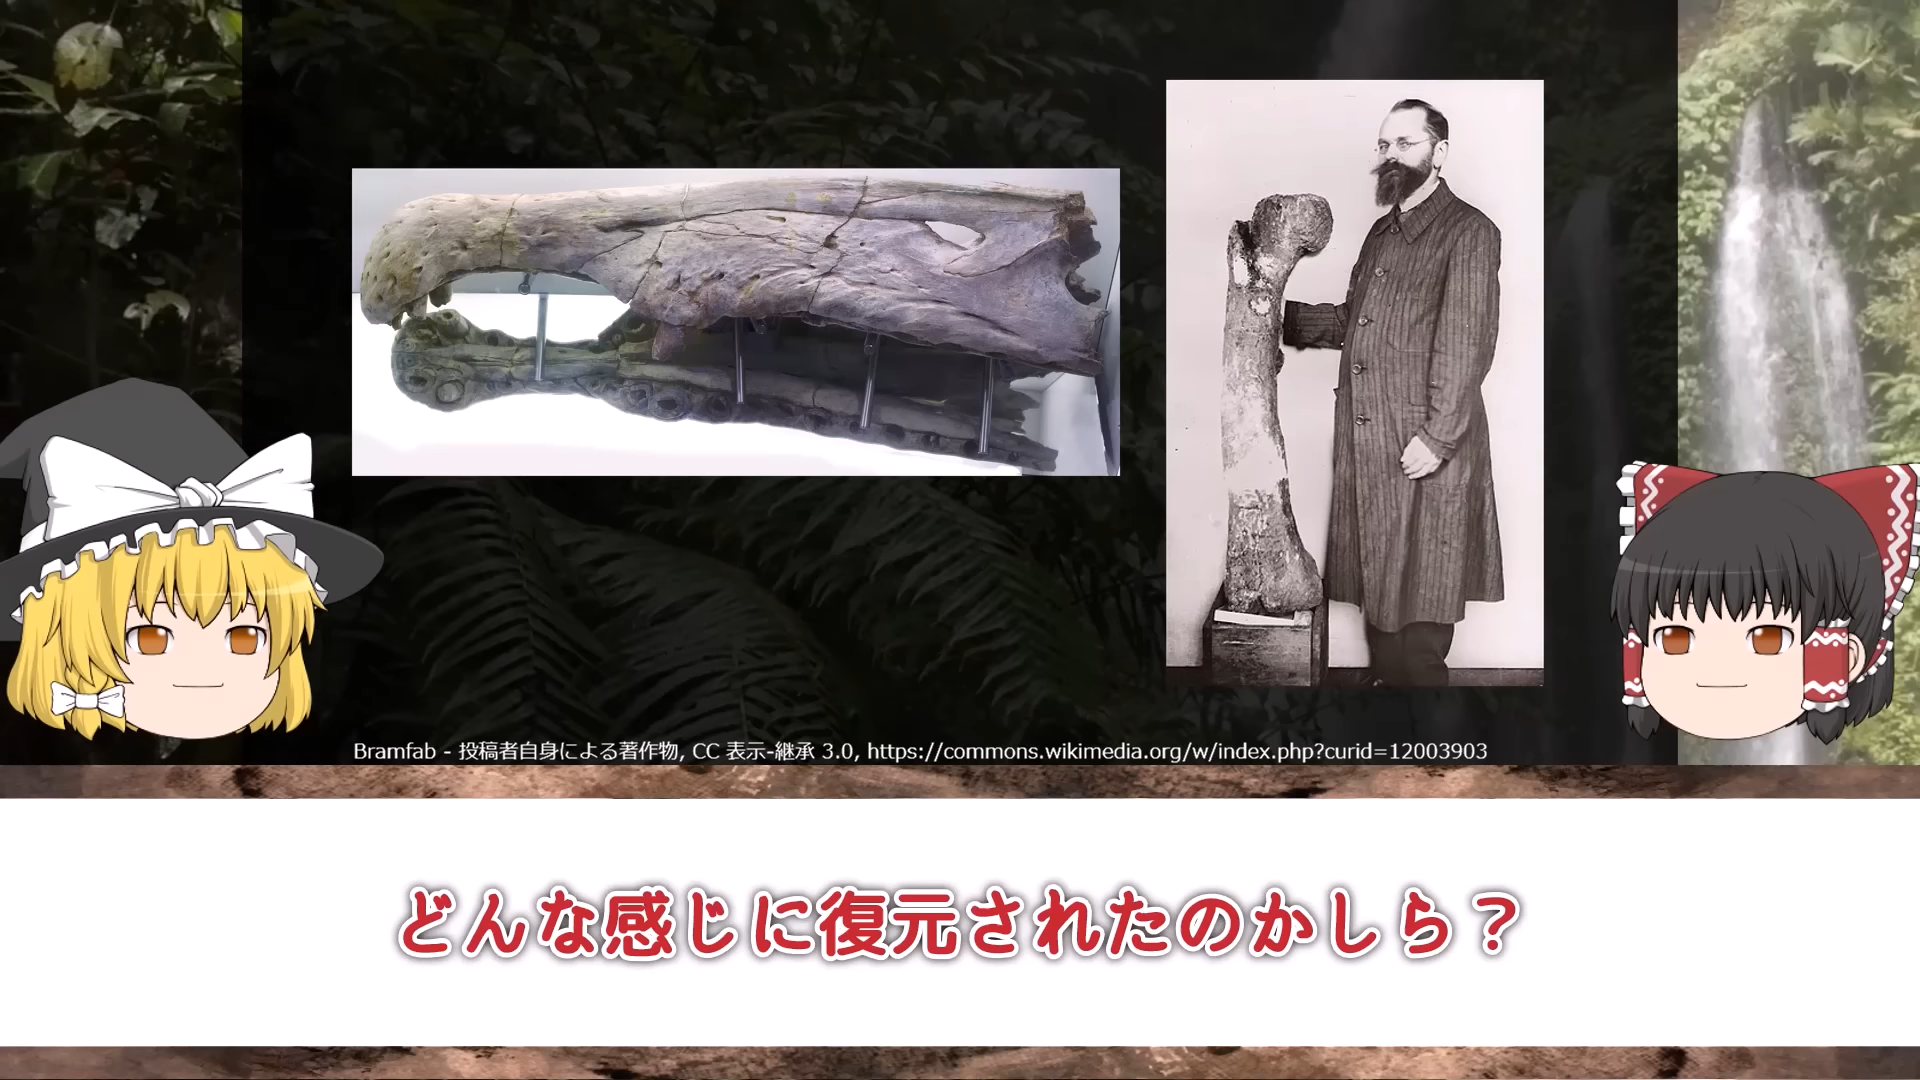 Bramfab - 投稿者自身による著作物, CC 表示-継承 3.0, https://commons.wikimedia.org/w/index.php?curid=12003903
どんな感じに復元されたのかしら？